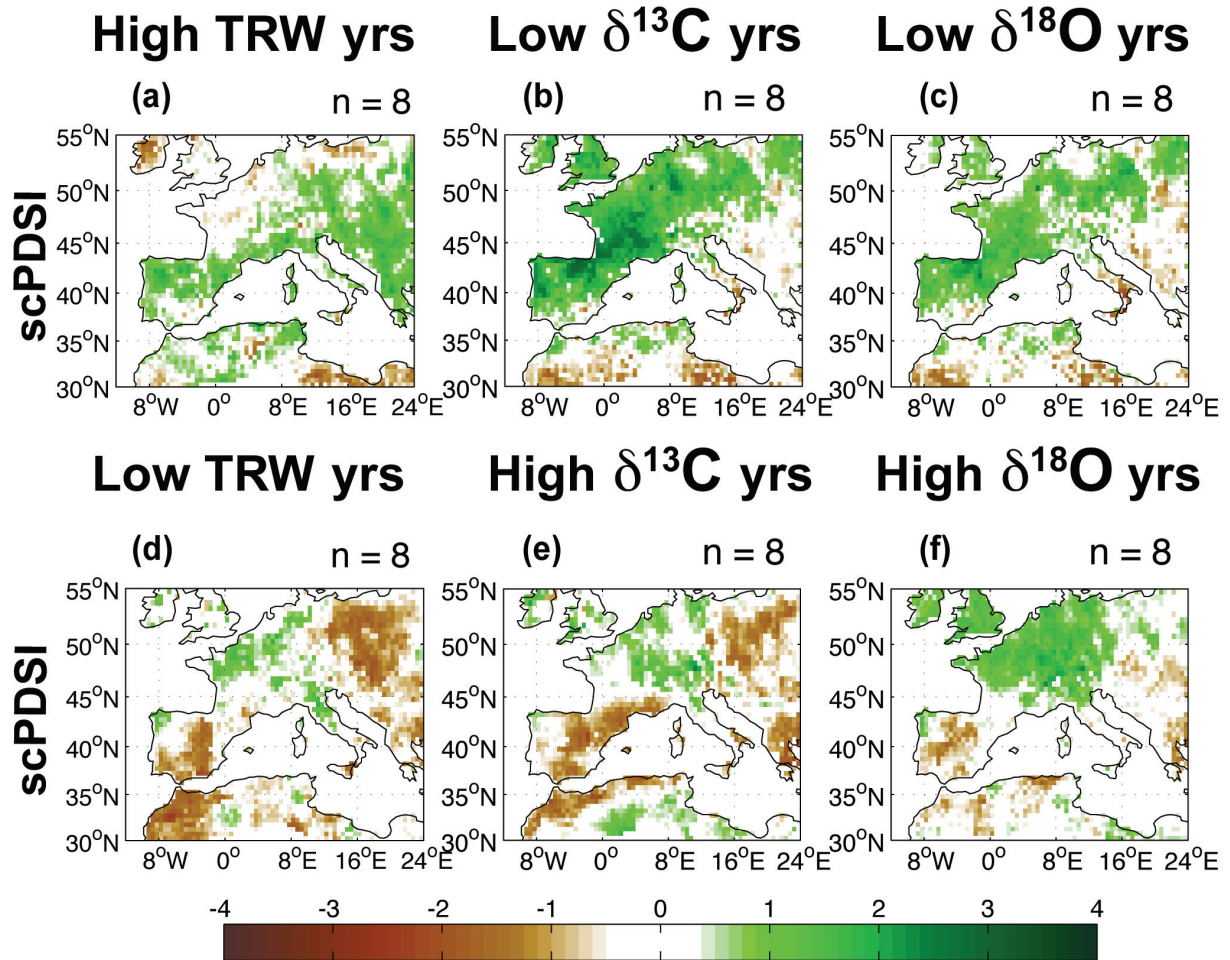 High TRW yrs Low δ¹³C yrs Low δ¹⁸O yrs
(a) n = 8 (b) n = 8 (c) n = 8
scPDSI
55°N 55°N 55°N
50°N 50°N 50°N
45°N 45°N 45°N
40°N 40°N 40°N
35°N 35°N 35°N
30°N 30°N 30°N
8°W 0° 8°E 16°E 24°E 8°W 0° 8°E 16°E 24°E 8°W 0° 8°E 16°E 24°E
Low TRW yrs High δ¹³C yrs High δ¹⁸O yrs
(d) n = 8 (e) n = 8 (f) n = 8
scPDSI
55°N 55°N 55°N
50°N 50°N 50°N
45°N 45°N 45°N
40°N 40°N 40°N
35°N 35°N 35°N
30°N 30°N 30°N
8°W 0° 8°E 16°E 24°E 8°W 0° 8°E 16°E 24°E 8°W 0° 8°E 16°E 24°E
-4 -3 -2 -1 0 1 2 3 4